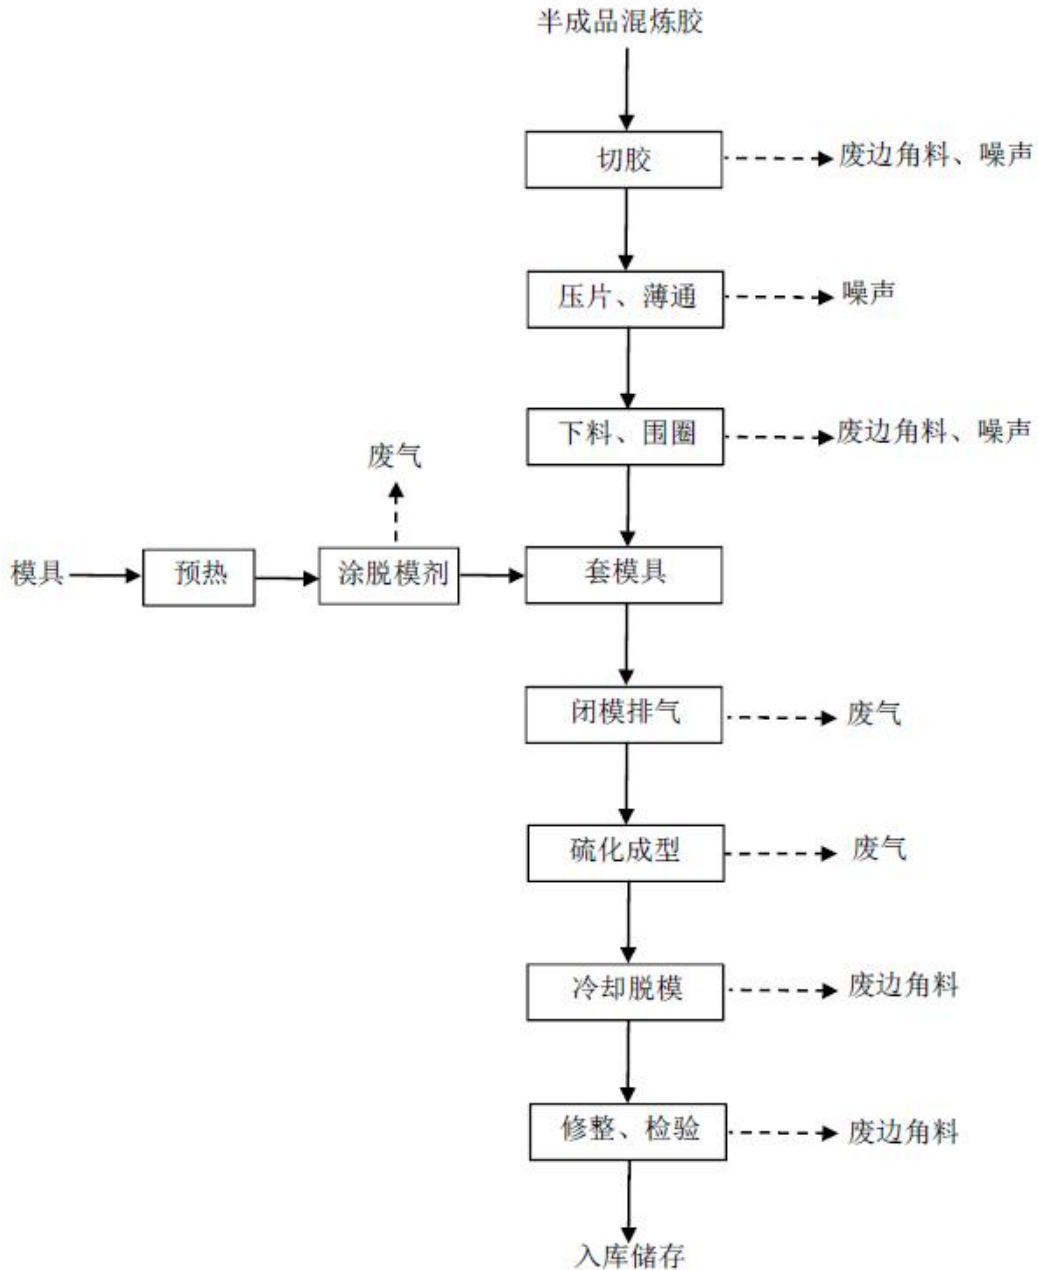 半成品混炼胶
切胶
废边角料、噪声
压片、薄通
噪声
下料、围圈
废边角料、噪声
废气
模具
预热
涂脱模剂
套模具
闭模排气
废气
硫化成型
废气
冷却脱模
废边角料
修整、检验
废边角料
入库储存